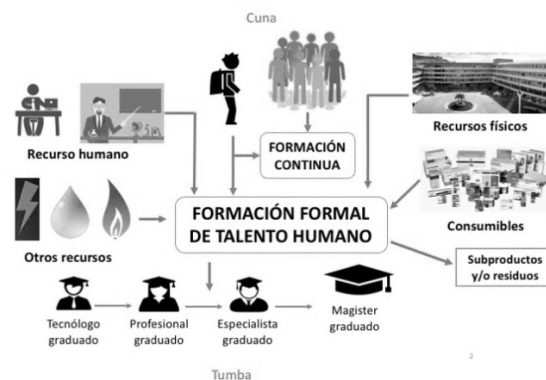 Cuna
Recurso humano
FORMACIÓN
CONTINUA
Recursos físicos
FORMACIÓN FORMAL
DE TALENTO HUMANO
Otros recursos
Consumibles
Subproductos
y/o residuos
Tecnólogo
graduado
Profesional
graduado
Especialista
graduado
Magister
graduado
2
Tumba